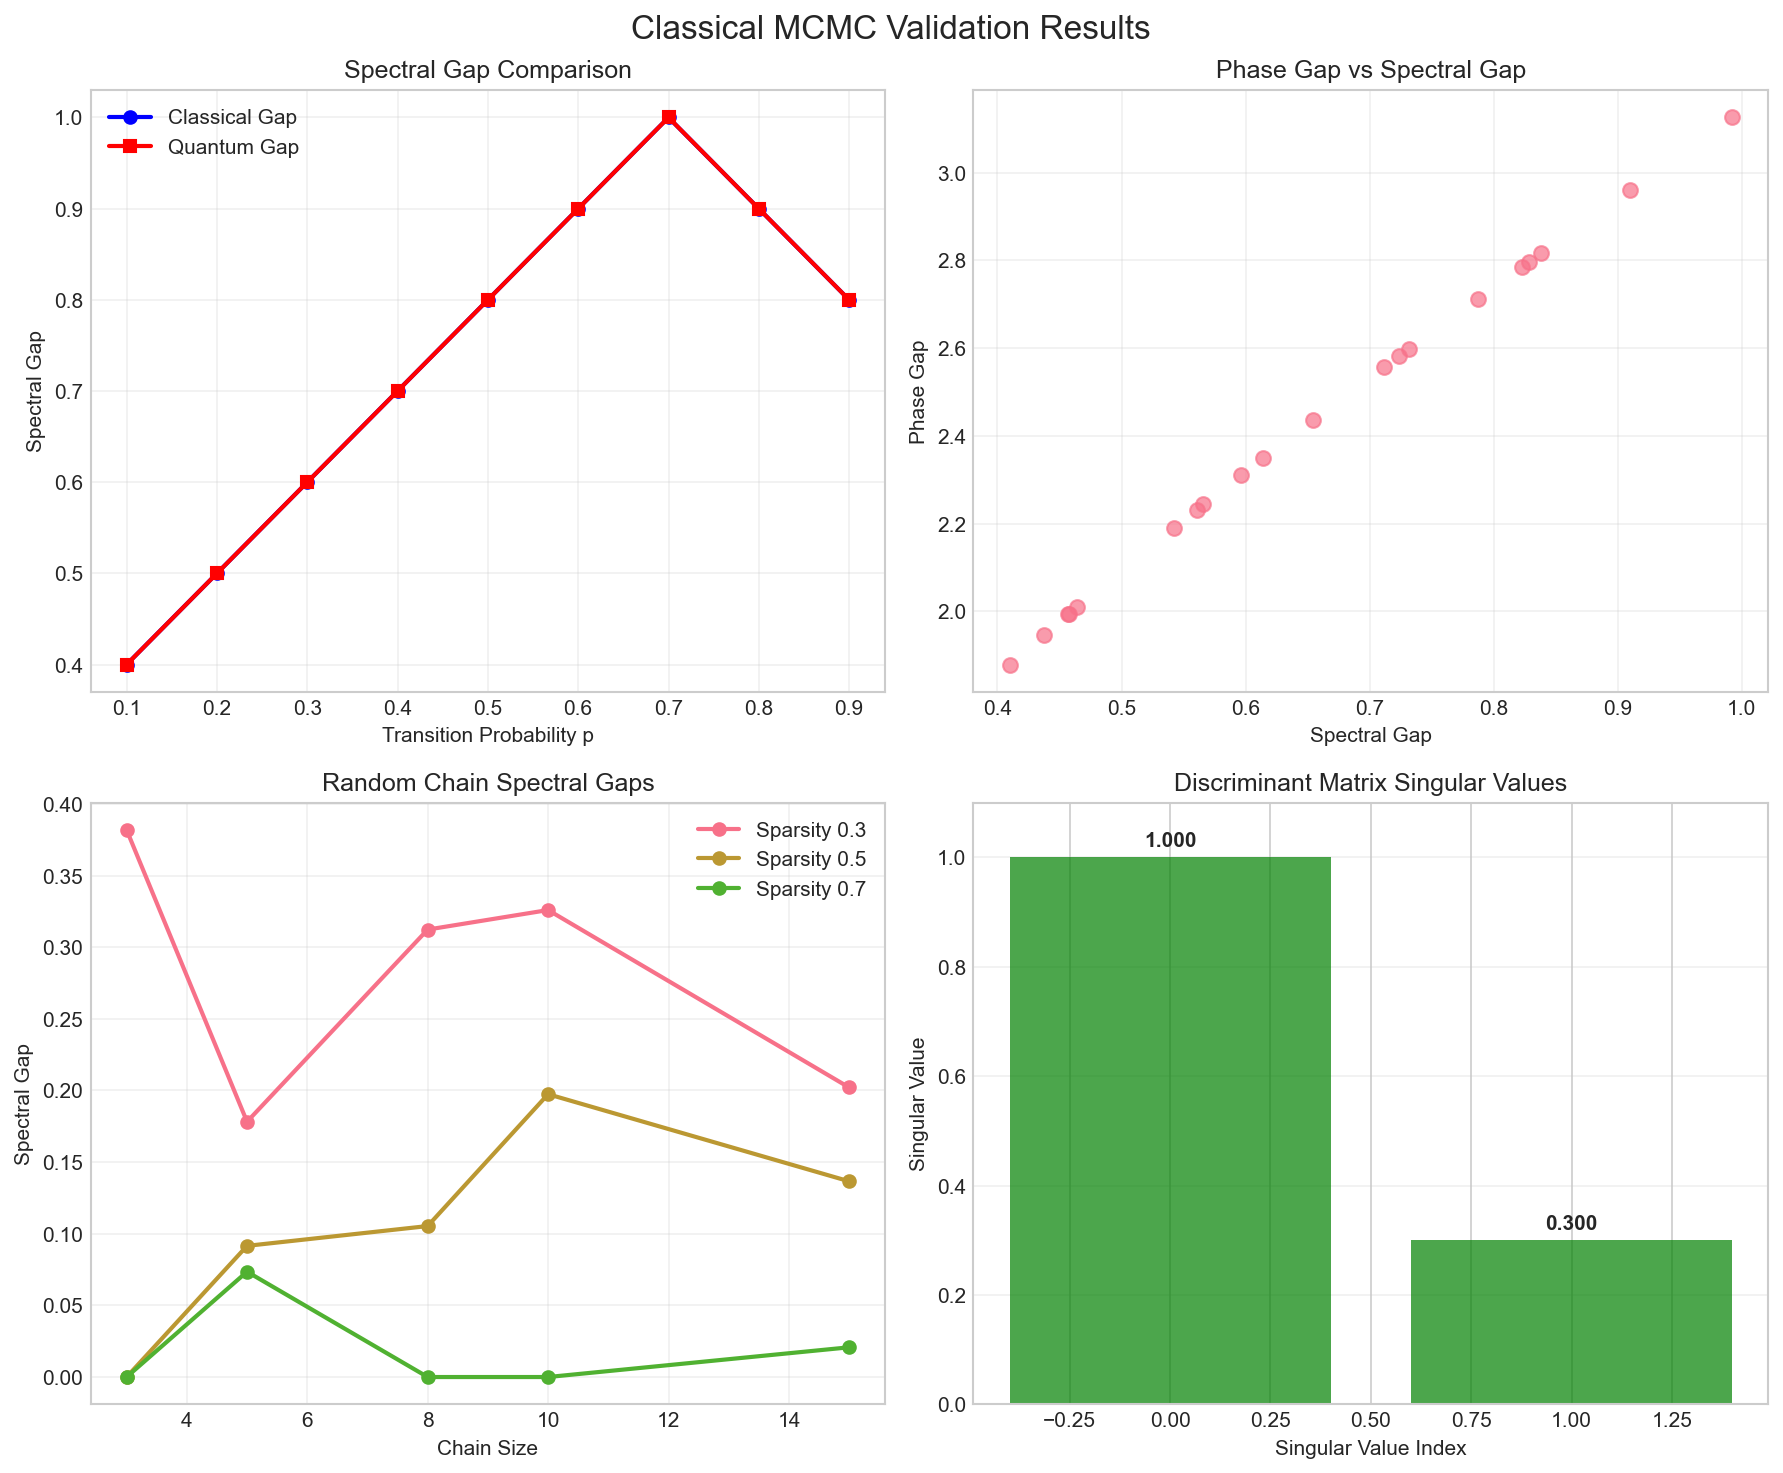 Classical MCMC Validation Results
Spectral Gap Comparison
Classical Gap
Quantum Gap
1.0
0.9
0.8
0.7
0.6
0.5
0.4
Spectral Gap
0.1 0.2 0.3 0.4 0.5 0.6 0.7 0.8 0.9
Transition Probability p
Phase Gap vs Spectral Gap
3.0
2.8
2.6
2.4
2.2
2.0
Phase Gap
0.4 0.5 0.6 0.7 0.8 0.9 1.0
Spectral Gap
Random Chain Spectral Gaps
Sparsity 0.3
Sparsity 0.5
Sparsity 0.7
0.40
0.35
0.30
0.25
0.20
0.15
0.10
0.05
0.00
Spectral Gap
4 6 8 10 12 14
Chain Size
Discriminant Matrix Singular Values
1.000
0.300
1.0
0.8
0.6
0.4
0.2
0.0
Singular Value
−0.25 0.00 0.25 0.50 0.75 1.00 1.25
Singular Value Index